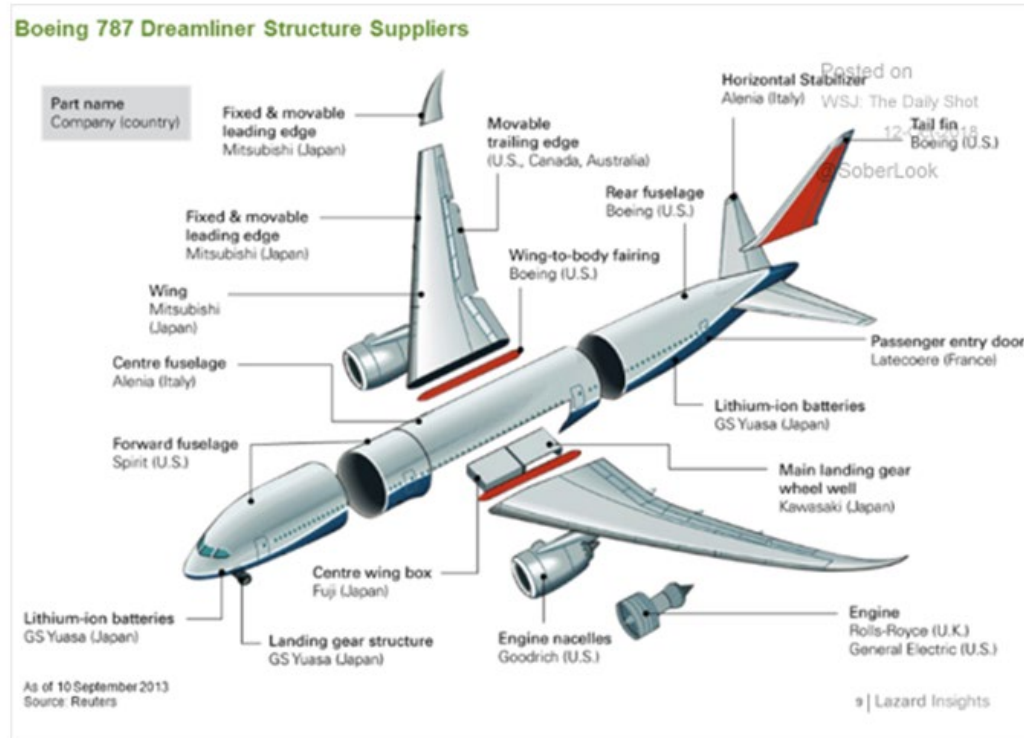 Boeing 787 Dreamliner Structure Suppliers
Part name
Company (country)
Fixed & movable
leading edge
Mitsubishi (Japan)
Movable
trailing edge
(U.S., Canada, Australia)
Horizontal Stabilizer
Alenia (Italy)
Posted on
WSJ: The Daily Shot
@SoberLook
Tail fin
Boeing (U.S.)
Rear fuselage
Boeing (U.S.)
Fixed & movable
leading edge
Mitsubishi (Japan)
Wing-to-body fairing
Boeing (U.S.)
Wing
Mitsubishi
(Japan)
Passenger entry door
Latecoere (France)
Centre fuselage
Alenia (Italy)
Lithium-ion batteries
GS Yuasa (Japan)
Forward fuselage
Spirit (U.S.)
Main landing gear
wheel well
Kawasaki (Japan)
Centre wing box
Fuji (Japan)
Lithium-ion batteries
GS Yuasa (Japan)
Landing gear structure
GS Yuasa (Japan)
Engine nacelles
Goodrich (U.S.)
Engine
Rolls-Royce (U.K.)
General Electric (U.S.)
As of 10 September 2013
Source: Reuters
9 | Lazard Insights